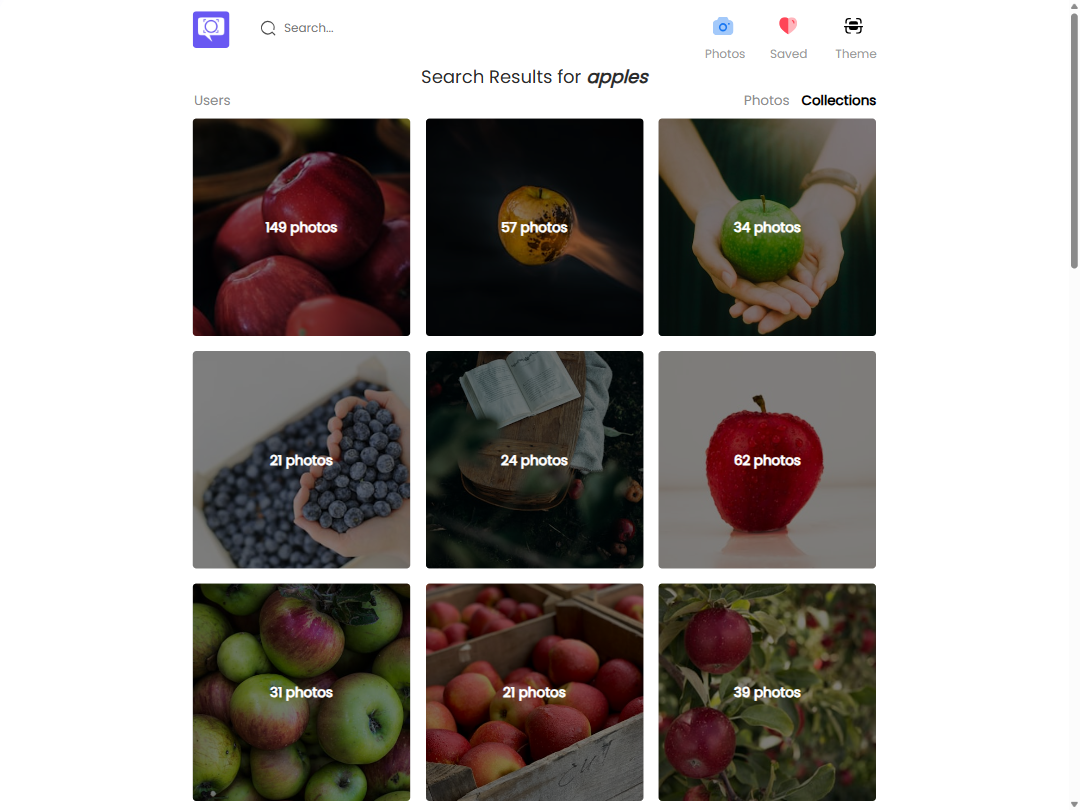 Search...
Photos Saved Theme
Search Results for apples
Users Photos Collections
149 photos 57 photos 34 photos
21 photos 24 photos 62 photos
31 photos 21 photos 39 photos